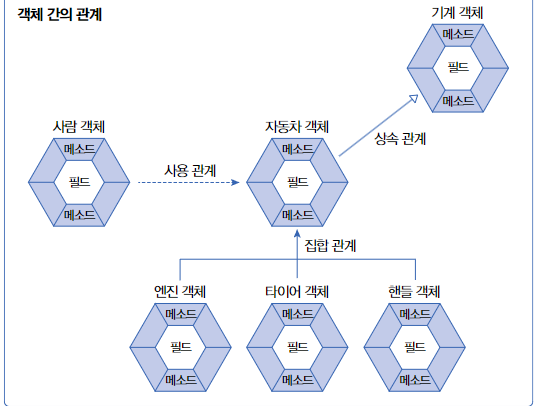 객체 간의 관계
기계 객체
메소드
필드
메소드
상속 관계
사람 객체
메소드
필드
메소드
사용 관계
자동차 객체
메소드
필드
메소드
집합 관계
엔진 객체
메소드
필드
메소드
타이어 객체
메소드
필드
메소드
핸들 객체
메소드
필드
메소드